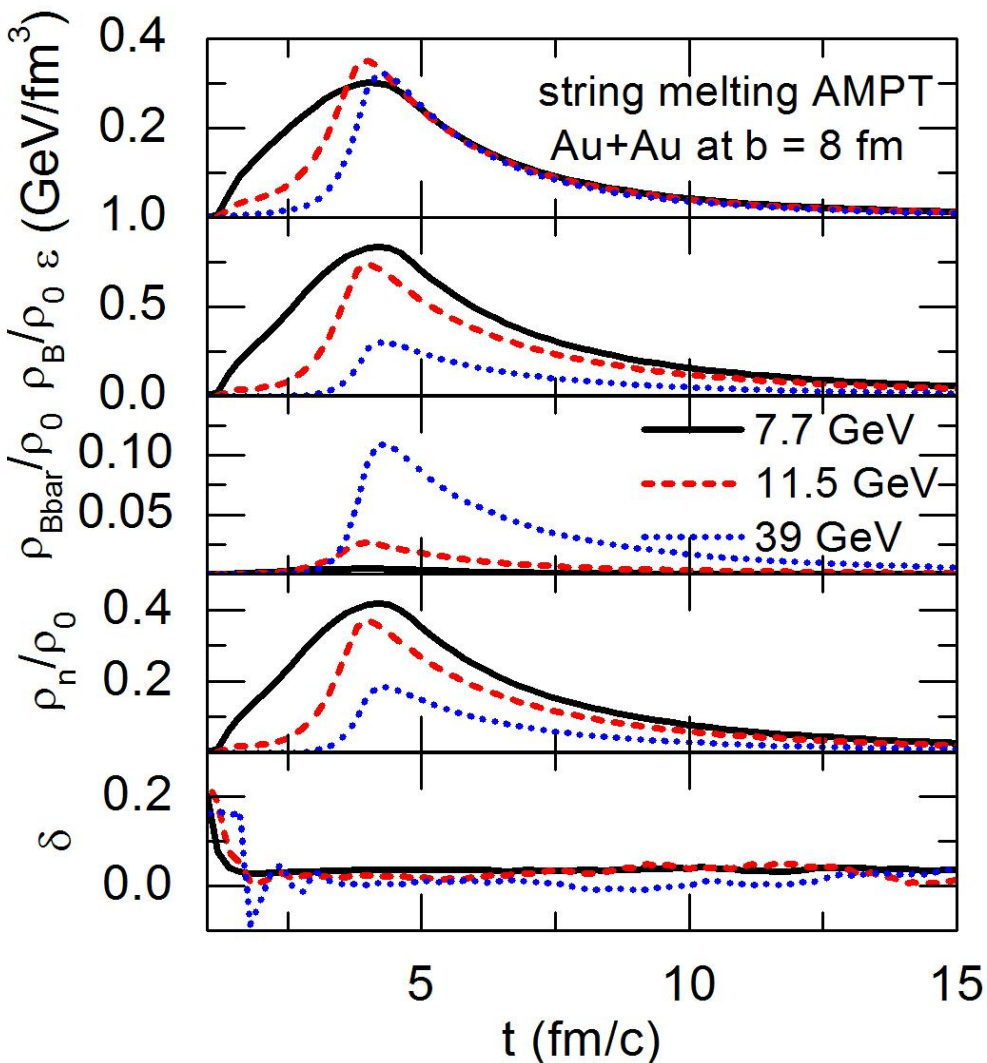 0.4
0.2
1.0
ε (GeV/fm³)
string melting AMPT
Au+Au at b = 8 fm
0.5
0.0
ρB/ρ0
0.10
0.05
ρBbar/ρ0
7.7 GeV
11.5 GeV
39 GeV
0.4
0.2
ρn/ρ0
0.2
0.0
δ
5 10 15
t (fm/c)